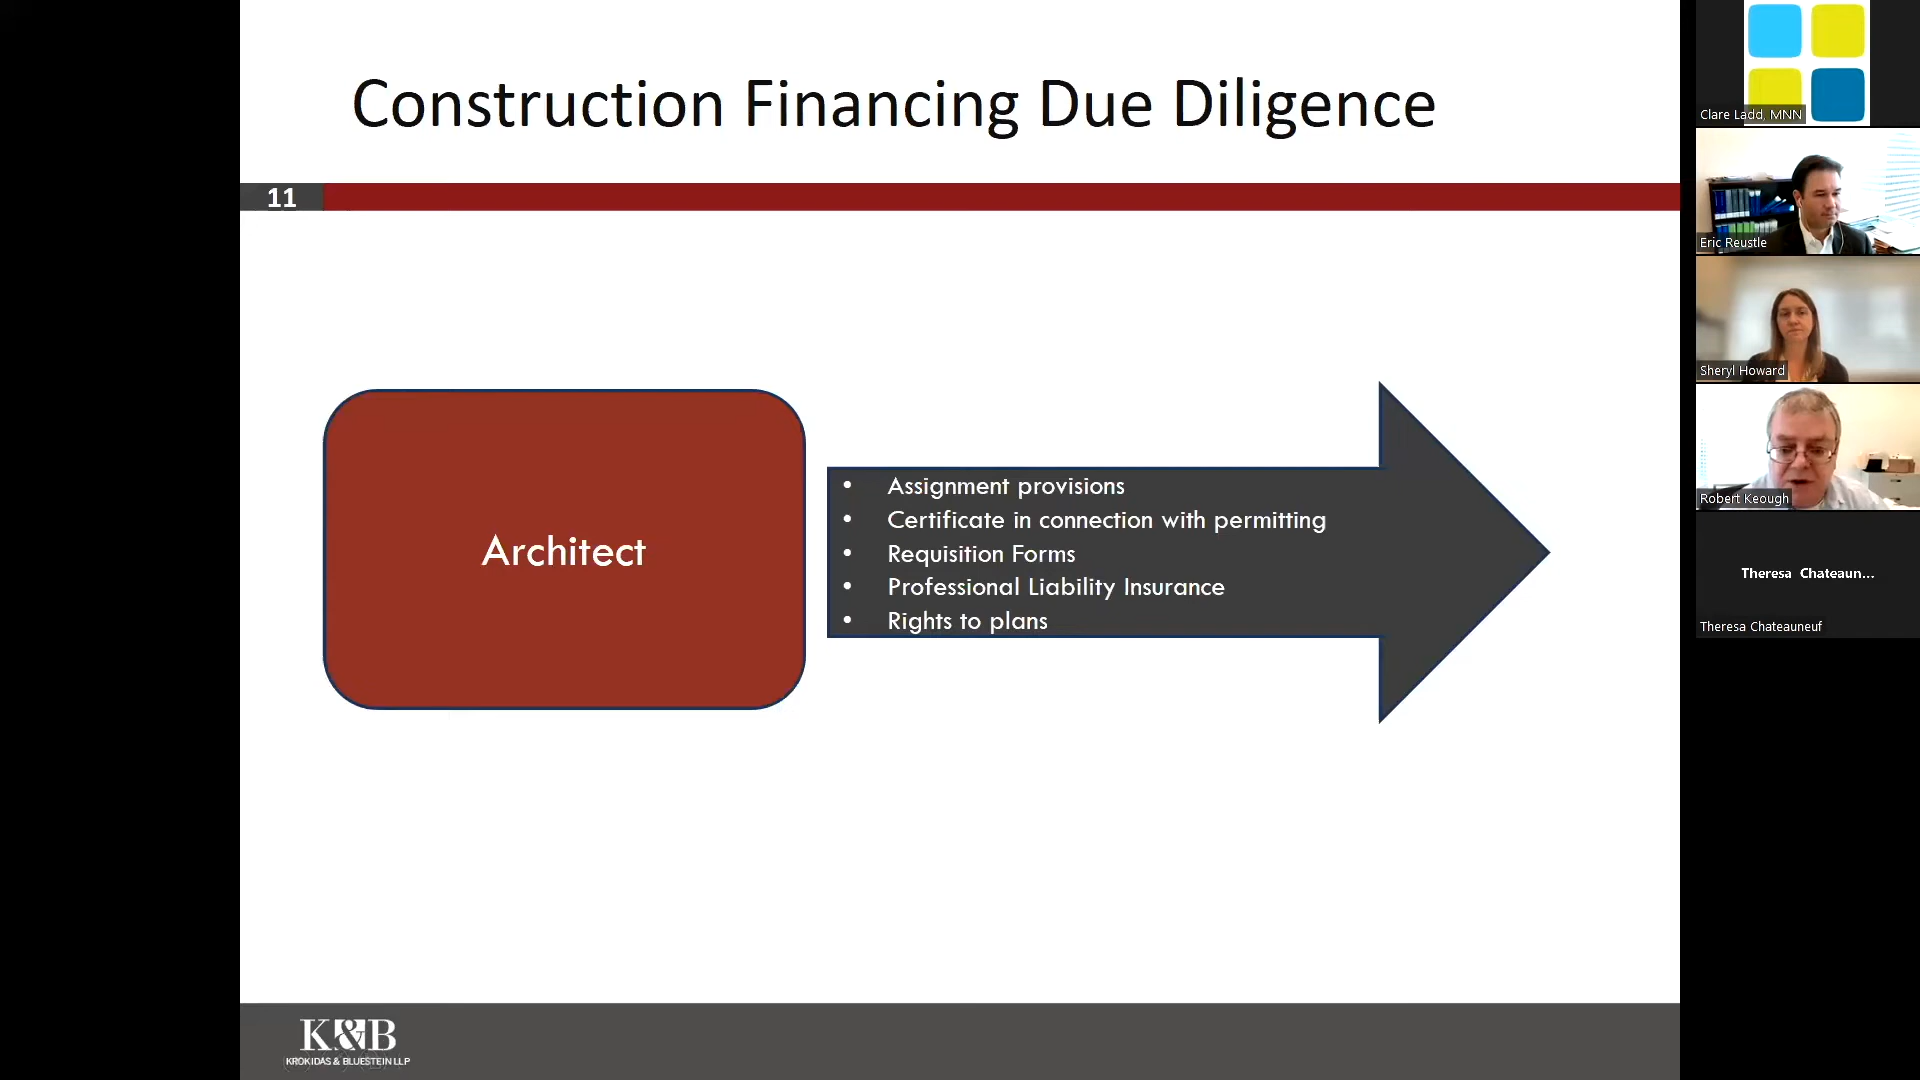 Construction Financing Due Diligence
11
Architect
• Assignment provisions
• Certificate in connection with permitting
• Requisition Forms
• Professional Liability Insurance
• Rights to plans
K&B
KROKIDAS & BLUESTEIN LLP
Clare Ladd, MNN
Eric Reustle
Sheryl Howard
Robert Keough
Theresa Chateaun...
Theresa Chateauneuf